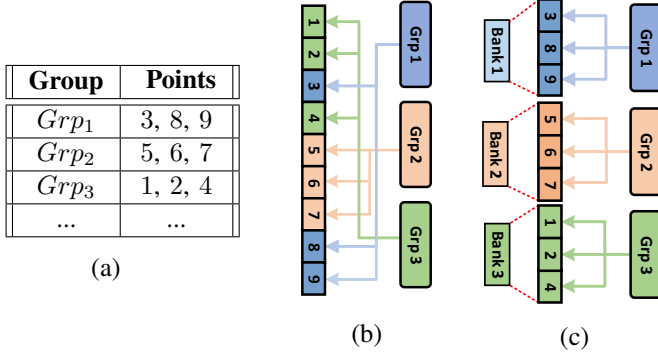 Group Points
Grp1 3, 8, 9
Grp2 5, 6, 7
Grp3 1, 2, 4
... ...
(a)
1
2
3
4
5
6
7
8
9
Grp 1
Grp 2
Grp 3
(b)
Bank 1
3
8
9
Grp 1
Bank 2
5
6
7
Grp 2
Bank 3
1
2
4
Grp 3
(c)